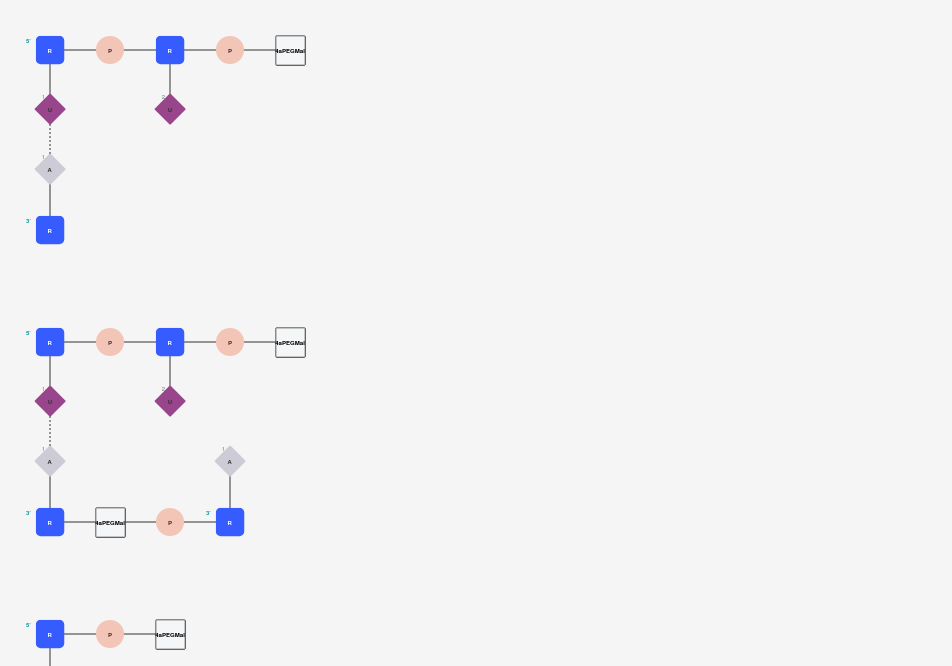 5' R P R P 4aPEGMal
1 U 2 U
1 A
3' R
5' R P R P 4aPEGMal
1 U 2 U
1 A 1 A
3' R 4aPEGMal P 3' R
5' R P 4aPEGMal